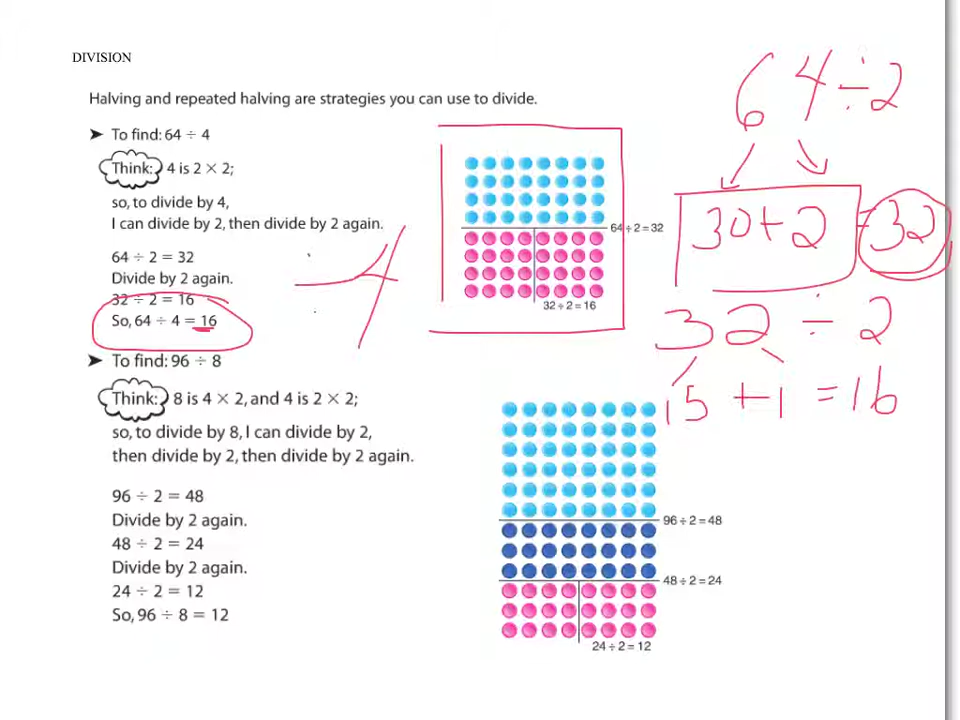 DIVISION
Halving and repeated halving are strategies you can use to divide.
➤ To find: 64 ÷ 4
Think: 4 is 2 × 2;
so, to divide by 4,
I can divide by 2, then divide by 2 again.
64 ÷ 2 = 32
Divide by 2 again.
32 ÷ 2 = 16
So, 64 ÷ 4 = 16
÷ 4
64 ÷ 2 = 32
32 ÷ 2 = 16
64 ÷ 2
30 + 2 = 32
32 ÷ 2
15 + 1 = 16
➤ To find: 96 ÷ 8
Think: 8 is 4 × 2, and 4 is 2 × 2;
so, to divide by 8, I can divide by 2,
then divide by 2, then divide by 2 again.
96 ÷ 2 = 48
Divide by 2 again.
48 ÷ 2 = 24
Divide by 2 again.
24 ÷ 2 = 12
So, 96 ÷ 8 = 12
96 ÷ 2 = 48
48 ÷ 2 = 24
24 ÷ 2 = 12